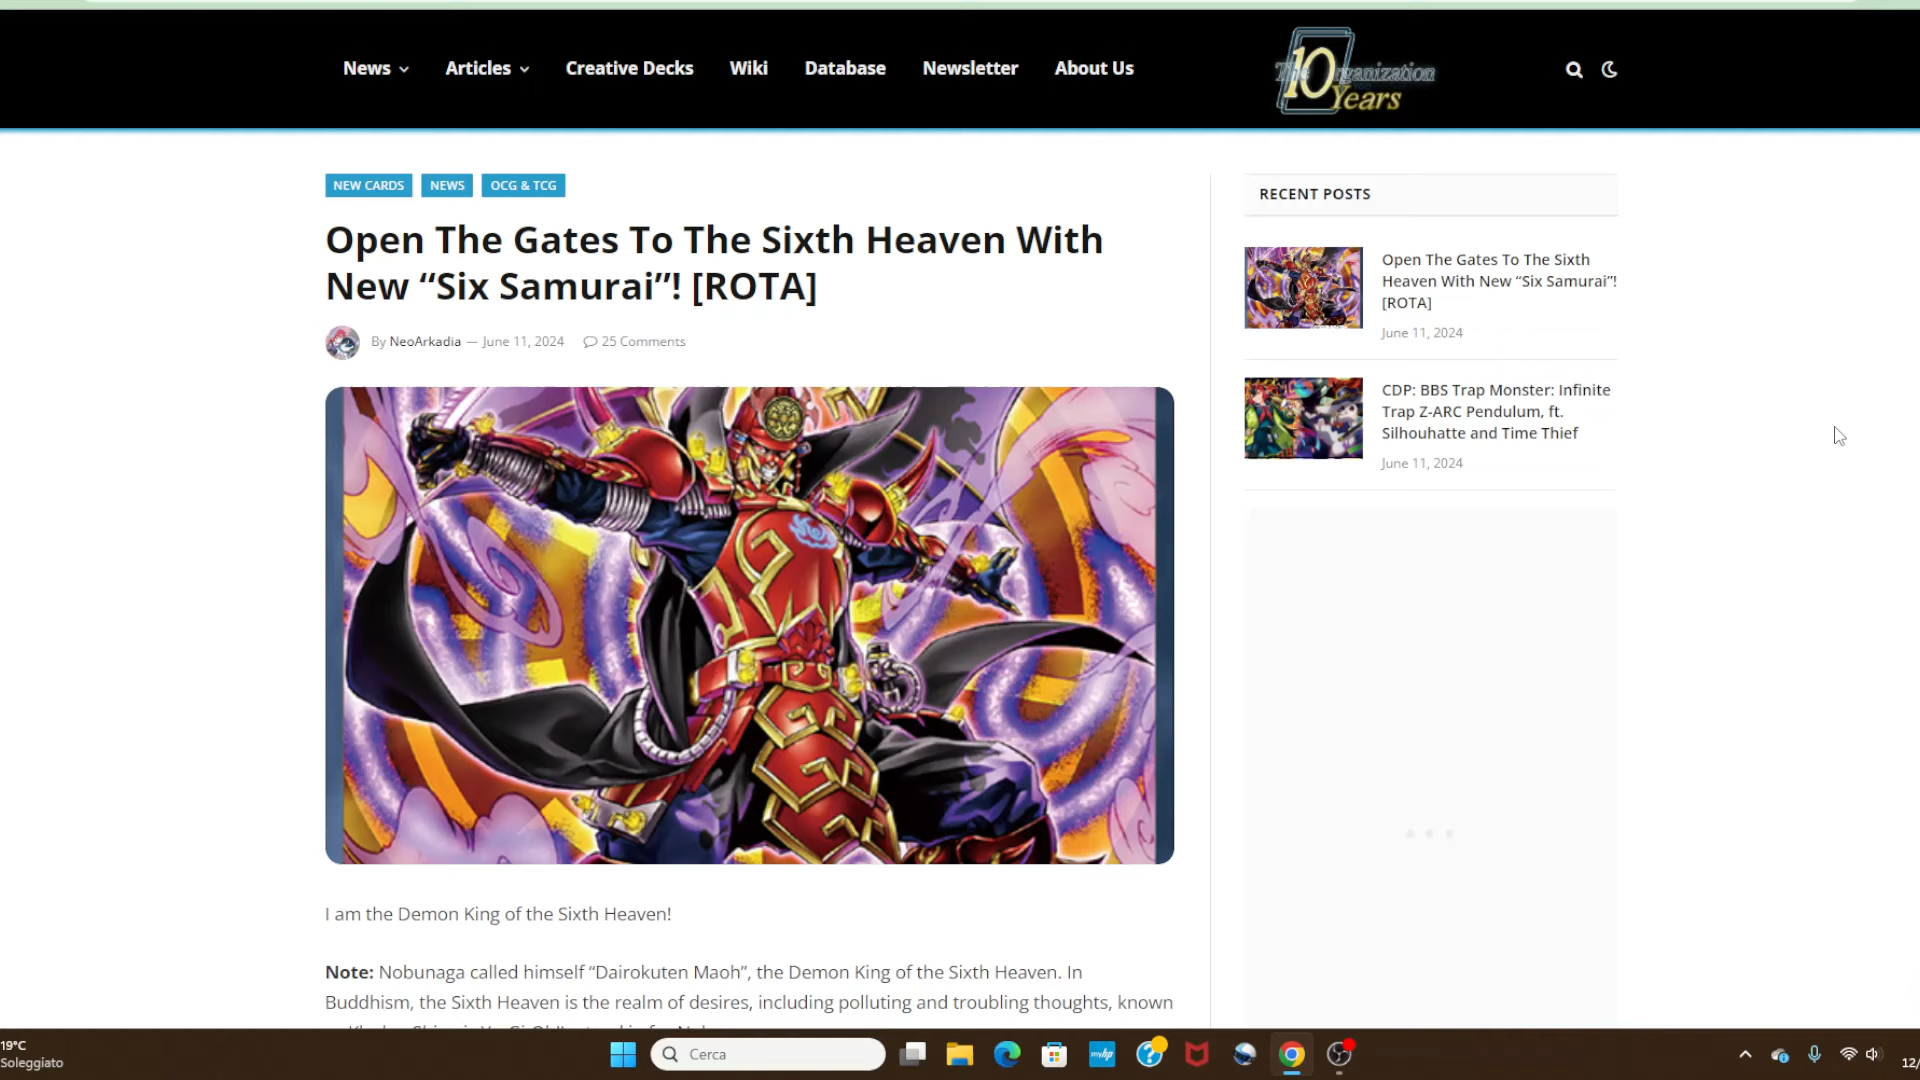 News
Articles
Creative Decks
Wiki
Database
Newsletter
About Us
The 10 Organization
Years
NEW CARDS
NEWS
OCG & TCG
Open The Gates To The Sixth Heaven With
New “Six Samurai”! [ROTA]
By NeoArkadia — June 11, 2024 25 Comments
I am the Demon King of the Sixth Heaven!
Note: Nobunaga called himself “Dairokuten Maoh”, the Demon King of the Sixth Heaven. In
Buddhism, the Sixth Heaven is the realm of desires, including polluting and troubling thoughts, known
RECENT POSTS
Open The Gates To The Sixth
Heaven With New “Six Samurai”!
[ROTA]
June 11, 2024
CDP: BBS Trap Monster: Infinite
Trap Z-ARC Pendulum, ft.
Silhouhatte and Time Thief
June 11, 2024
19°C
Soleggiato
Cerca
myhp
12/